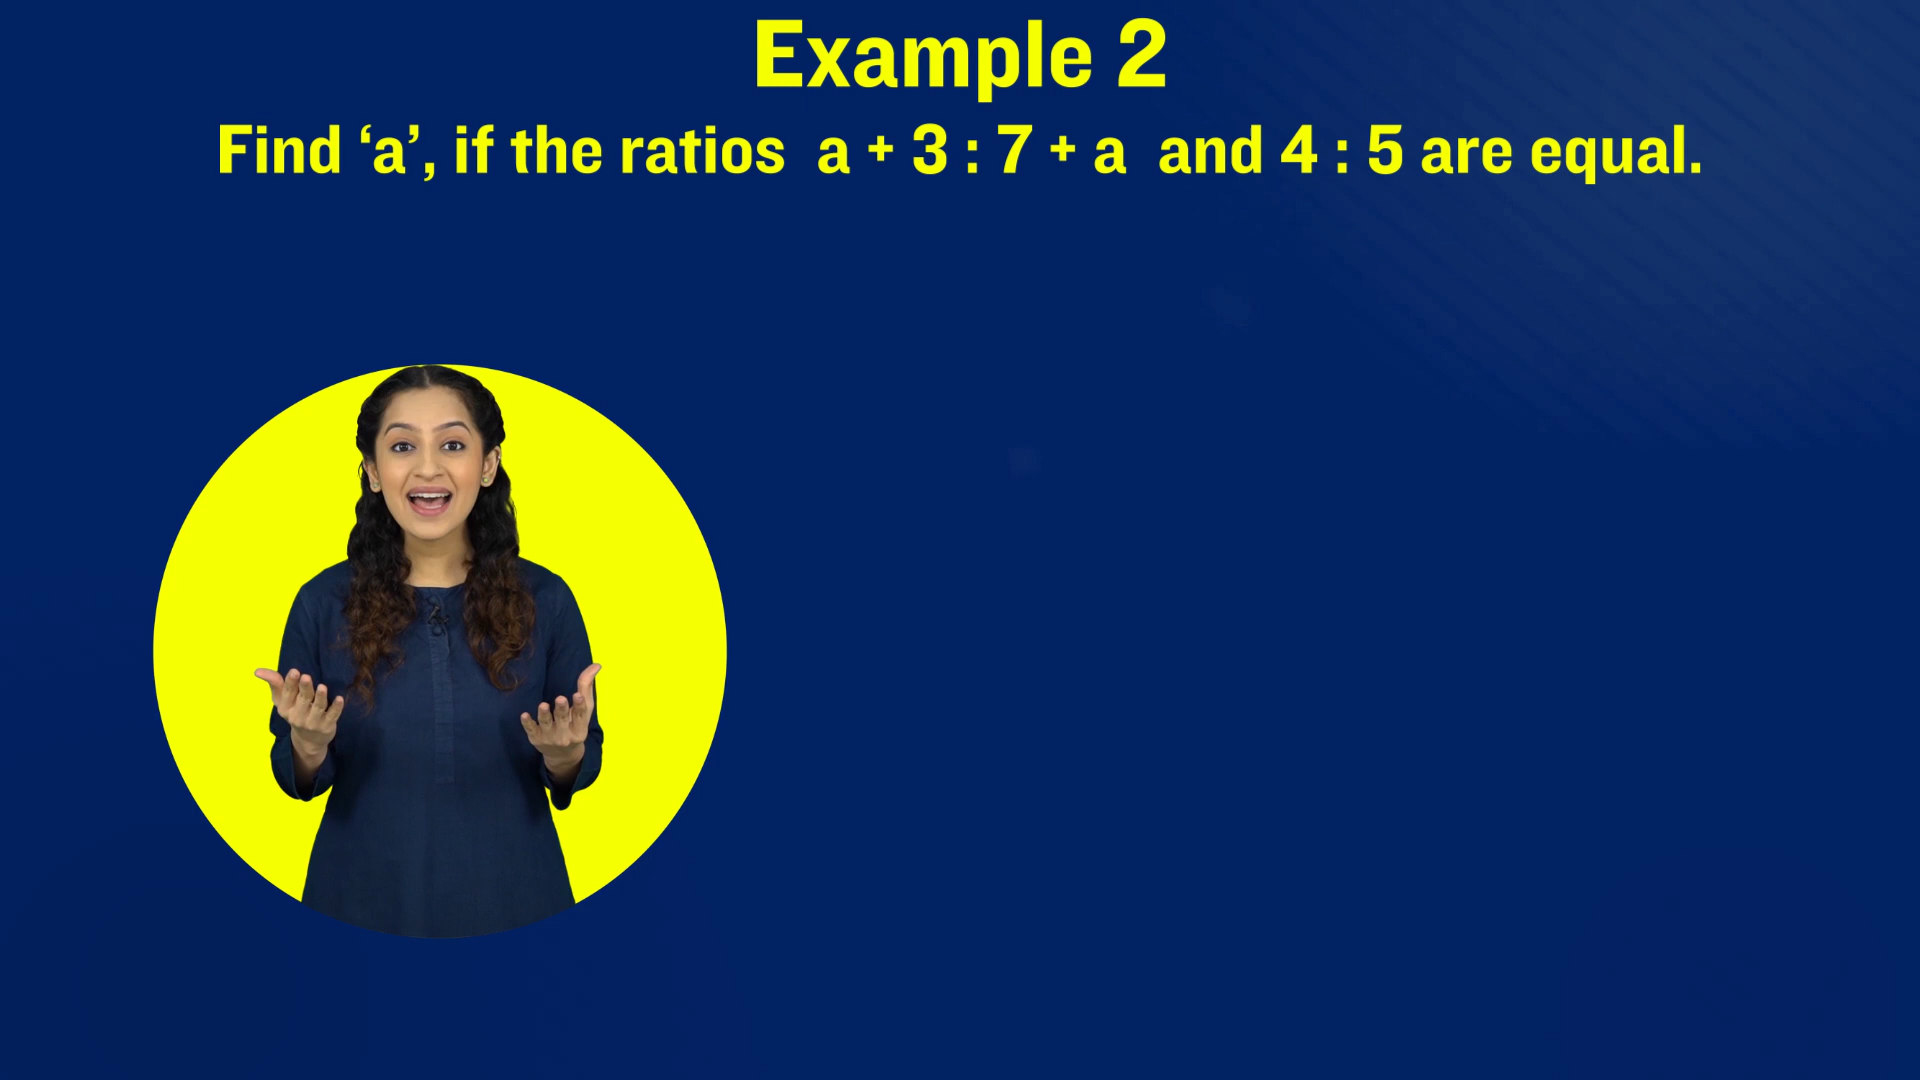 Example 2
Find ‘a’, if the ratios  a + 3 : 7 + a  and 4 : 5 are equal.